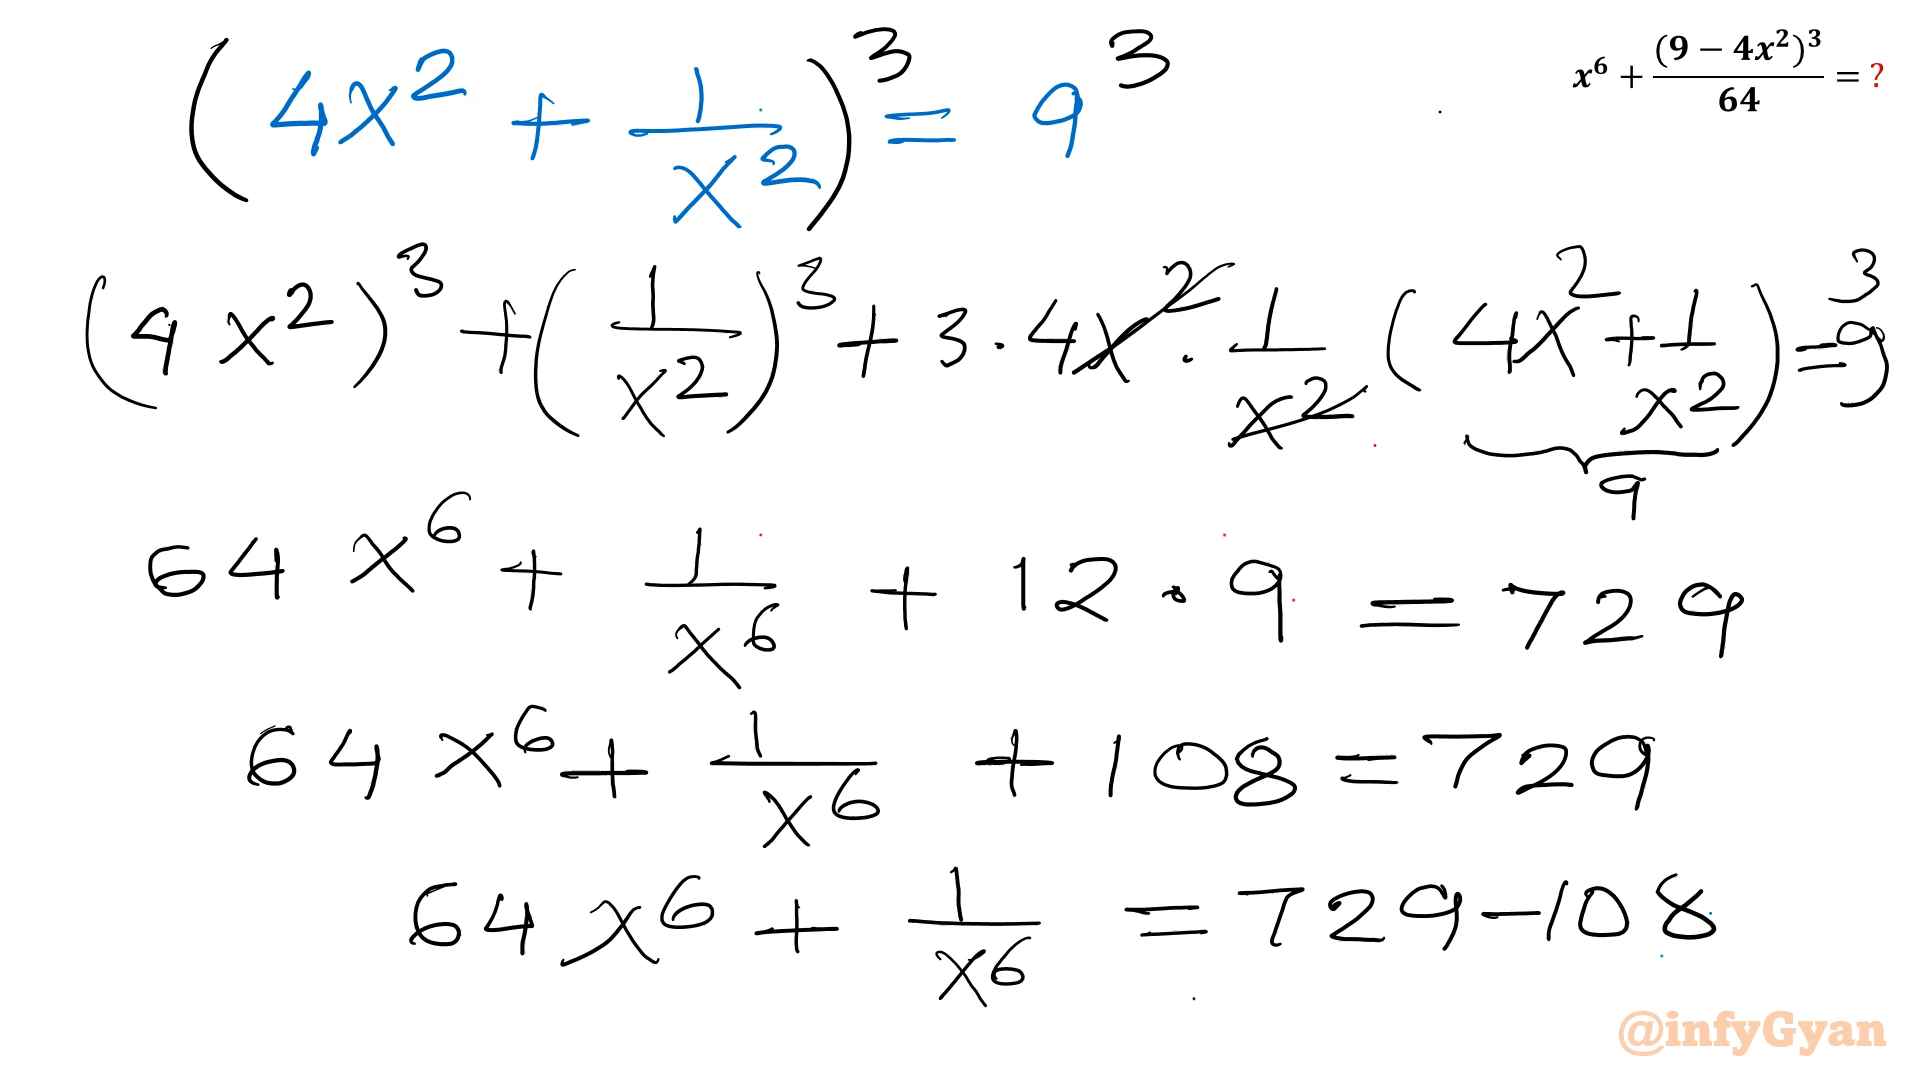 (4x² + 1/x²)³ = 9³
x⁶ + (9 − 4x²)³/64 = ?
(4x²)³ + (1/x²)³ + 3 · 4x² · 1/x² (4x² + 1/x²) = 9³
9
64x⁶ + 1/x⁶ + 12 · 9 = 729
64x⁶ + 1/x⁶ + 108 = 729
64x⁶ + 1/x⁶ = 729 − 108
@infyGyan